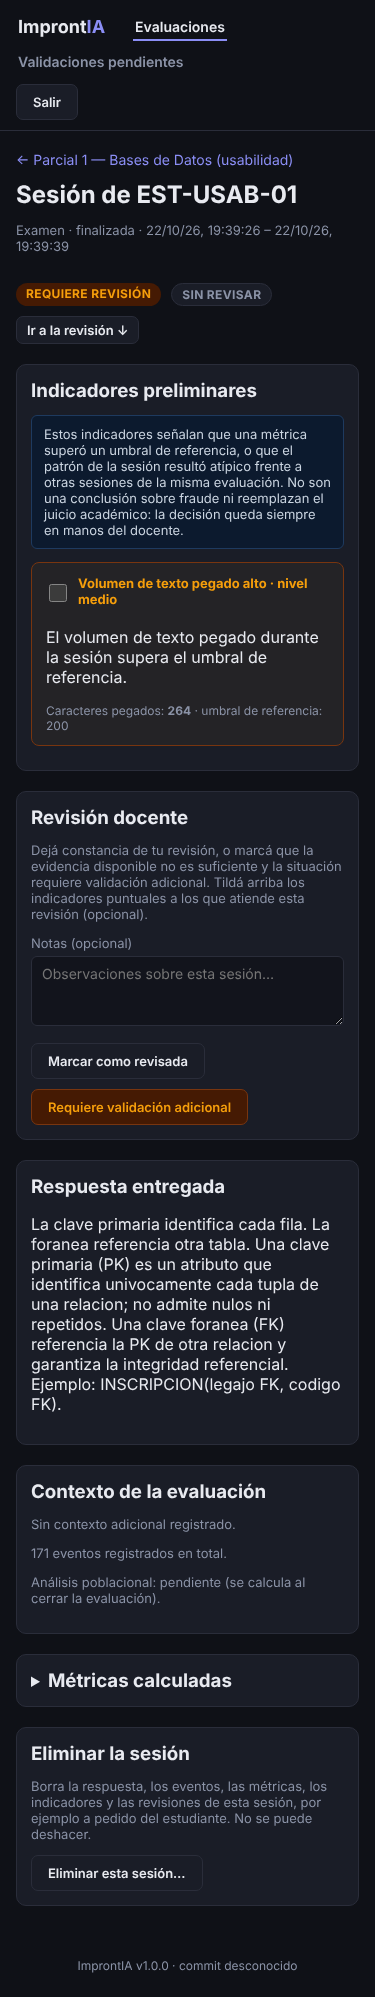 ImprontIA
Evaluaciones
Validaciones pendientes
Salir
← Parcial 1 — Bases de Datos (usabilidad)
Sesión de EST-USAB-01
Examen · finalizada · 22/10/26, 19:39:26 – 22/10/26,
19:39:39
REQUIERE REVISIÓN
SIN REVISAR
Ir a la revisión ↓
Indicadores preliminares
Estos indicadores señalan que una métrica
superó un umbral de referencia, o que el
patrón de la sesión resultó atípico frente a
otras sesiones de la misma evaluación. No son
una conclusión sobre fraude ni reemplazan el
juicio académico: la decisión queda siempre
en manos del docente.
Volumen de texto pegado alto · nivel
medio
El volumen de texto pegado durante
la sesión supera el umbral de
referencia.
Caracteres pegados: 264 · umbral de referencia:
200
Revisión docente
Dejá constancia de tu revisión, o marcá que la
evidencia disponible no es suficiente y la situación
requiere validación adicional. Tildá arriba los
indicadores puntuales a los que atiende esta
revisión (opcional).
Notas (opcional)
Observaciones sobre esta sesión...
Marcar como revisada
Requiere validación adicional
Respuesta entregada
La clave primaria identifica cada fila. La
foranea referencia otra tabla. Una clave
primaria (PK) es un atributo que
identifica univocamente cada tupla de
una relacion; no admite nulos ni
repetidos. Una clave foranea (FK)
referencia la PK de otra relacion y
garantiza la integridad referencial.
Ejemplo: INSCRIPCION(legajo FK, codigo
FK).
Contexto de la evaluación
Sin contexto adicional registrado.
171 eventos registrados en total.
Análisis poblacional: pendiente (se calcula al
cerrar la evaluación).
▶ Métricas calculadas
Eliminar la sesión
Borra la respuesta, los eventos, las métricas, los
indicadores y las revisiones de esta sesión, por
ejemplo a pedido del estudiante. No se puede
deshacer.
Eliminar esta sesión...
ImprontIA v1.0.0 · commit desconocido